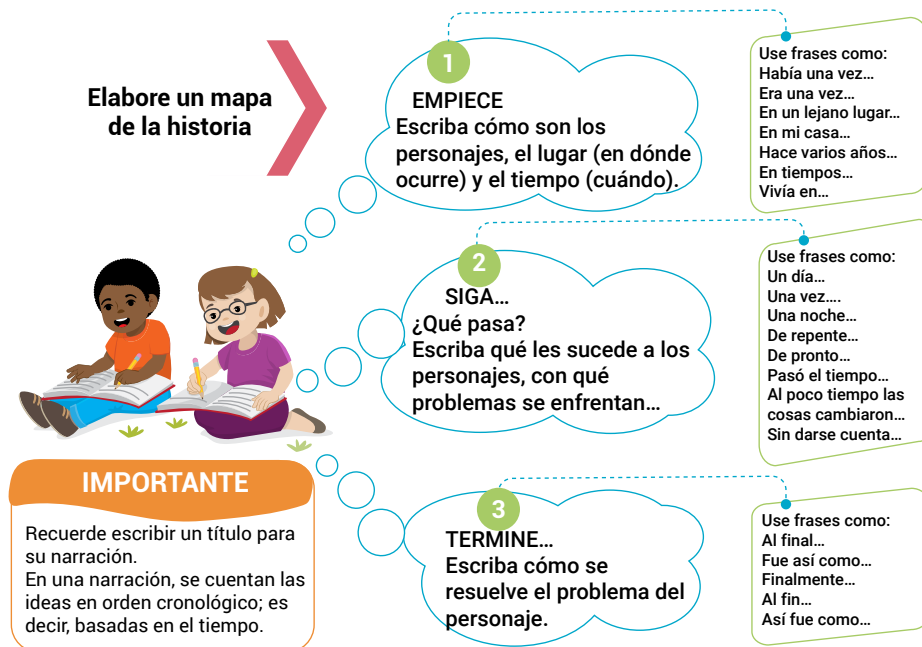 Elabore un mapa
de la historia
1
EMPIECE
Escriba cómo son los
personajes, el lugar (en dónde
ocurre) y el tiempo (cuándo).
Use frases como:
Había una vez…
Era una vez…
En un lejano lugar…
En mi casa…
Hace varios años…
En tiempos…
Vivía en…
2
SIGA…
¿Qué pasa?
Escriba qué les sucede a los
personajes, con qué
problemas se enfrentan…
Use frases como:
Un día…
Una vez….
Una noche…
De repente…
De pronto…
Pasó el tiempo…
Al poco tiempo las
cosas cambiaron…
Sin darse cuenta…
IMPORTANTE
Recuerde escribir un título para
su narración.
En una narración, se cuentan las
ideas en orden cronológico; es
decir, basadas en el tiempo.
3
TERMINE…
Escriba cómo se
resuelve el problema del
personaje.
Use frases como:
Al final…
Fue así como…
Finalmente…
Al fin…
Así fue como…